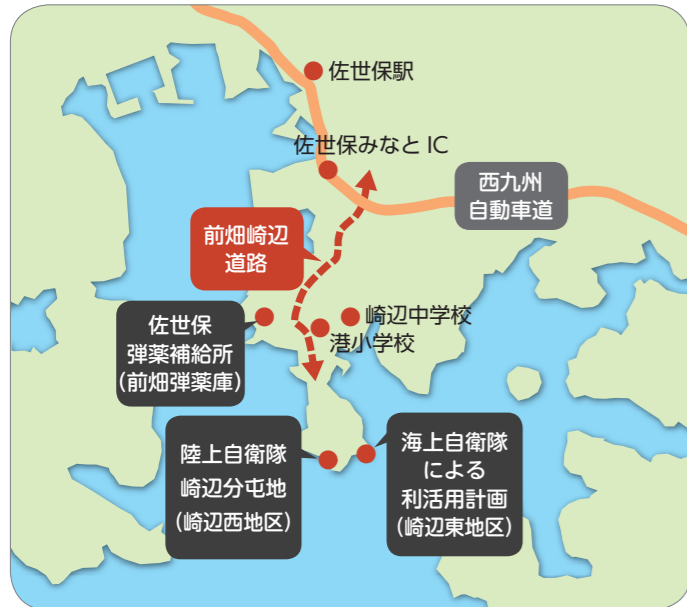 佐世保駅
佐世保みなと IC
西九州
自動車道
前畑崎辺
道路
佐世保
弾薬補給所
(前畑弾薬庫)
崎辺中学校
港小学校
陸上自衛隊
崎辺分屯地
(崎辺西地区)
海上自衛隊
による
利活用計画
(崎辺東地区)